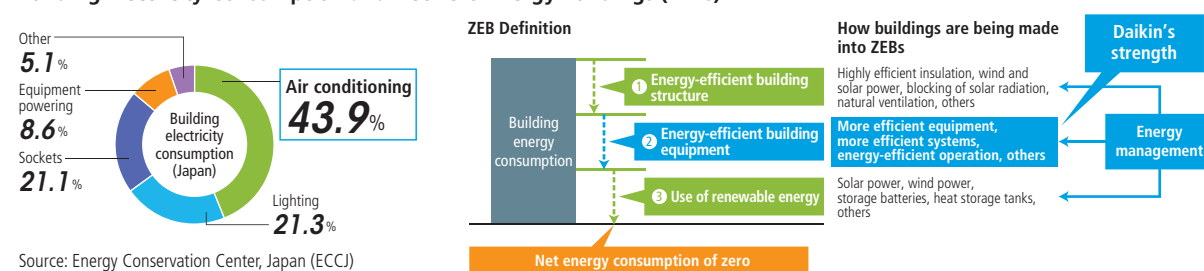 Other
5.1%
Equipment
powering
8.6%
Sockets
21.1%
Building
electricity
consumption
(Japan)
Air conditioning
43.9%
Lighting
21.3%
Source: Energy Conservation Center, Japan (ECCJ)
ZEB Definition
Building
energy
consumption
1 Energy-efficient building
structure
2 Energy-efficient building
equipment
3 Use of renewable energy
Net energy consumption of zero
How buildings are being made
into ZEBs
Highly efficient insulation, wind and
solar power, blocking of solar radiation,
natural ventilation, others
More efficient equipment,
more efficient systems,
energy-efficient operation, others
Solar power, wind power,
storage batteries, heat storage tanks,
others
Daikin's
strength
Energy
management